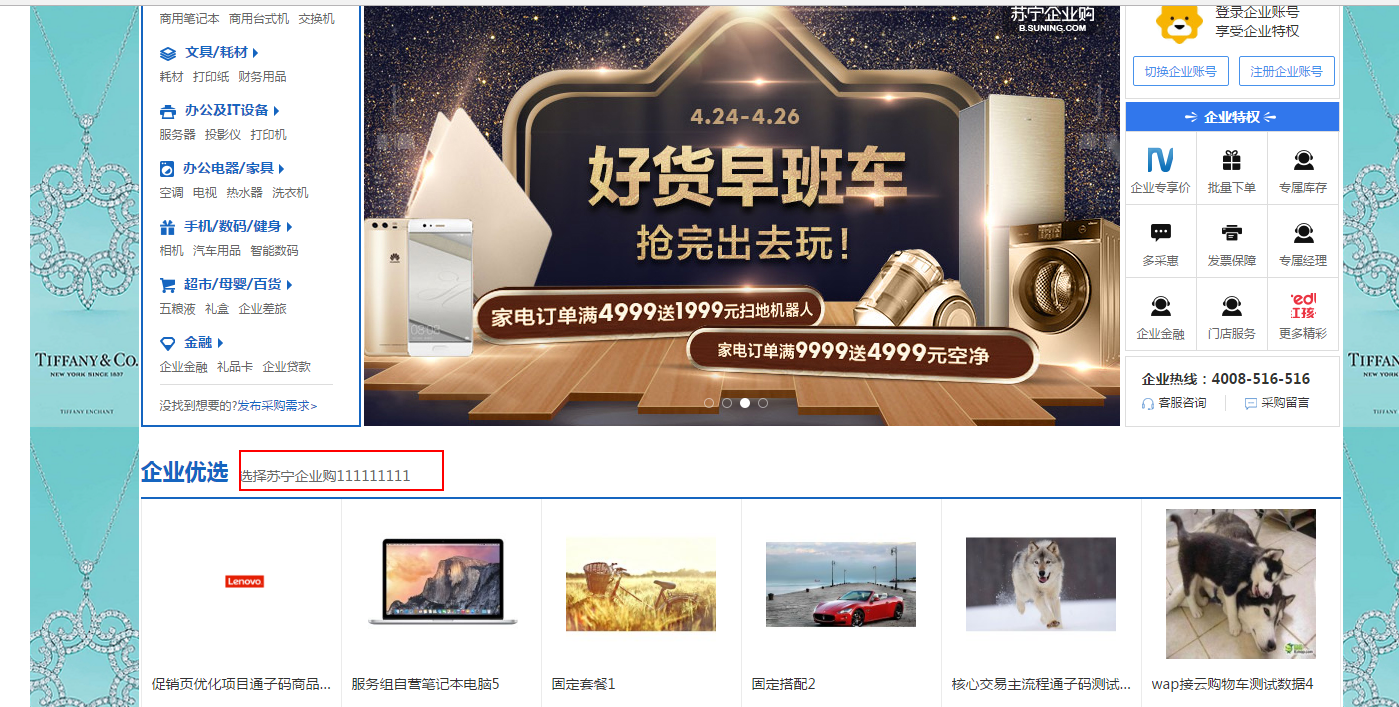 商用笔记本 商用台式机 交换机
文具/耗材
耗材 打印纸 财务用品
办公及IT设备
服务器 投影仪 打印机
办公电器/家具
空调 电视 热水器 洗衣机
手机/数码/健身
相机 汽车用品 智能数码
超市/母婴/百货
五粮液 礼盒 企业差旅
金融
企业金融 礼品卡 企业贷款
没找到想要的?发布采购需求>
苏宁企业购
B.SUNING.COM
4.24-4.26
好货早班车
抢完出去玩!
家电订单满4999送1999元扫地机器人
家电订单满9999送4999元空净
08:08
登录企业账号
享受企业特权
切换企业账号 注册企业账号
企业特权
企业专享价 批量下单 专属库存
多采惠 发票保障 专属经理
redl
红孩
企业金融 门店服务 更多精彩
企业热线：4008-516-516
客服咨询 采购留言
TIFFANY & CO.
NEW YORK SINCE 1837
TIFFANY ENCHANT
TIFFANY
NEW YORK
TIFFANY
企业优选 选择苏宁企业购111111111
Lenovo
促销页优化项目通子码商品... 服务组自营笔记本电脑5 固定套餐1 固定搭配2 核心交易主流程通子码测试... wap接云购物车测试数据4